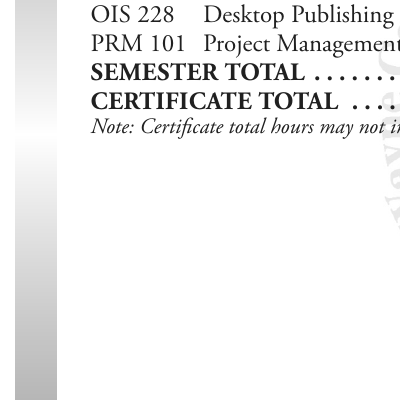 OIS 228 Desktop Publishing
PRM 101 Project Management
SEMESTER TOTAL . . . . . . .
CERTIFICATE TOTAL . . . .
Note: Certificate total hours may not